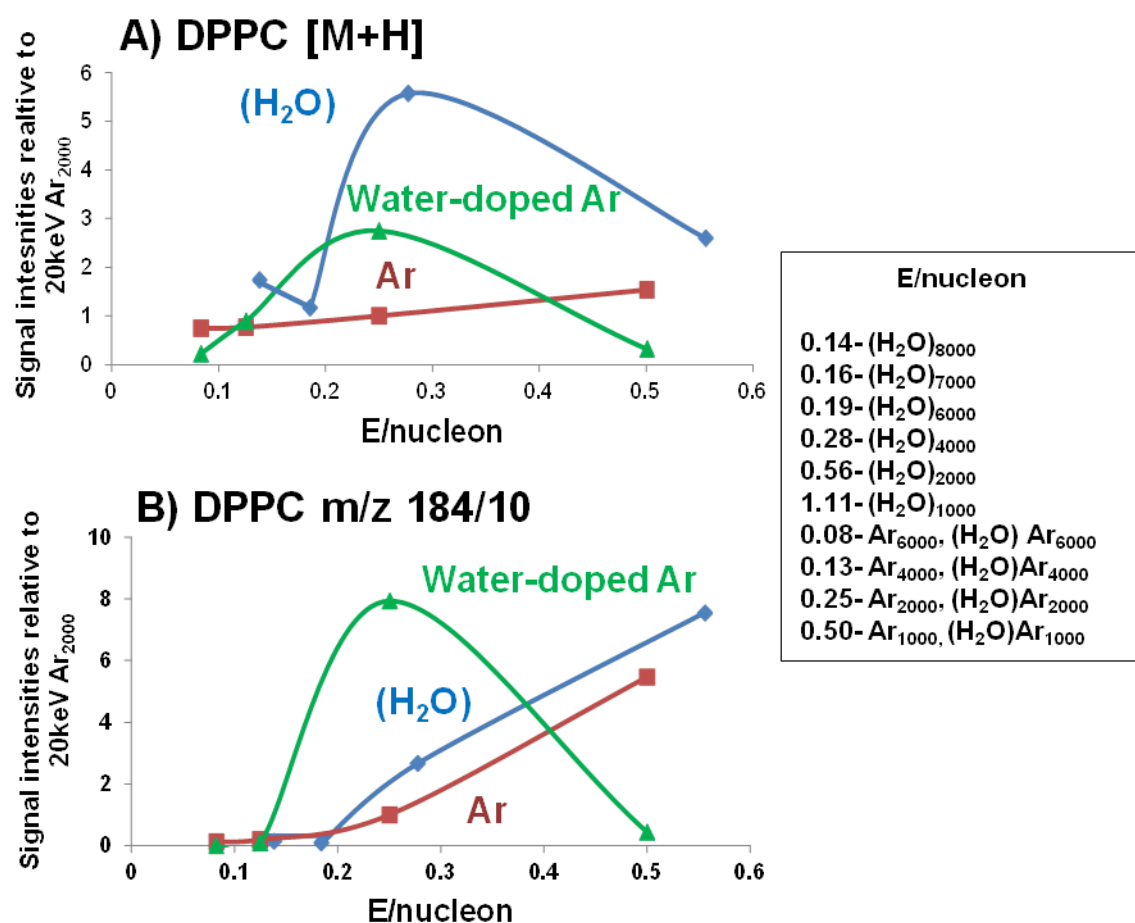 A) DPPC [M+H]
Signal intesnities realtive to
20keV Ar₂₀₀₀
6
5
4
3
2
1
0
(H₂O)
Water-doped Ar
Ar
0 0.1 0.2 0.3 0.4 0.5 0.6
E/nucleon
B) DPPC m/z 184/10
Signal intensities relative to
20keV Ar₂₀₀₀
10
8
6
4
2
0
Water-doped Ar
(H₂O)
Ar
0.1 0.2 0.3 0.4 0.5 0.6
E/nucleon
E/nucleon
0.14- (H₂O)₈₀₀₀
0.16- (H₂O)₇₀₀₀
0.19- (H₂O)₆₀₀₀
0.28- (H₂O)₄₀₀₀
0.56- (H₂O)₂₀₀₀
1.11- (H₂O)₁₀₀₀
0.08- Ar₆₀₀₀, (H₂O) Ar₆₀₀₀
0.13- Ar₄₀₀₀, (H₂O)Ar₄₀₀₀
0.25- Ar₂₀₀₀, (H₂O)Ar₂₀₀₀
0.50- Ar₁₀₀₀, (H₂O)Ar₁₀₀₀